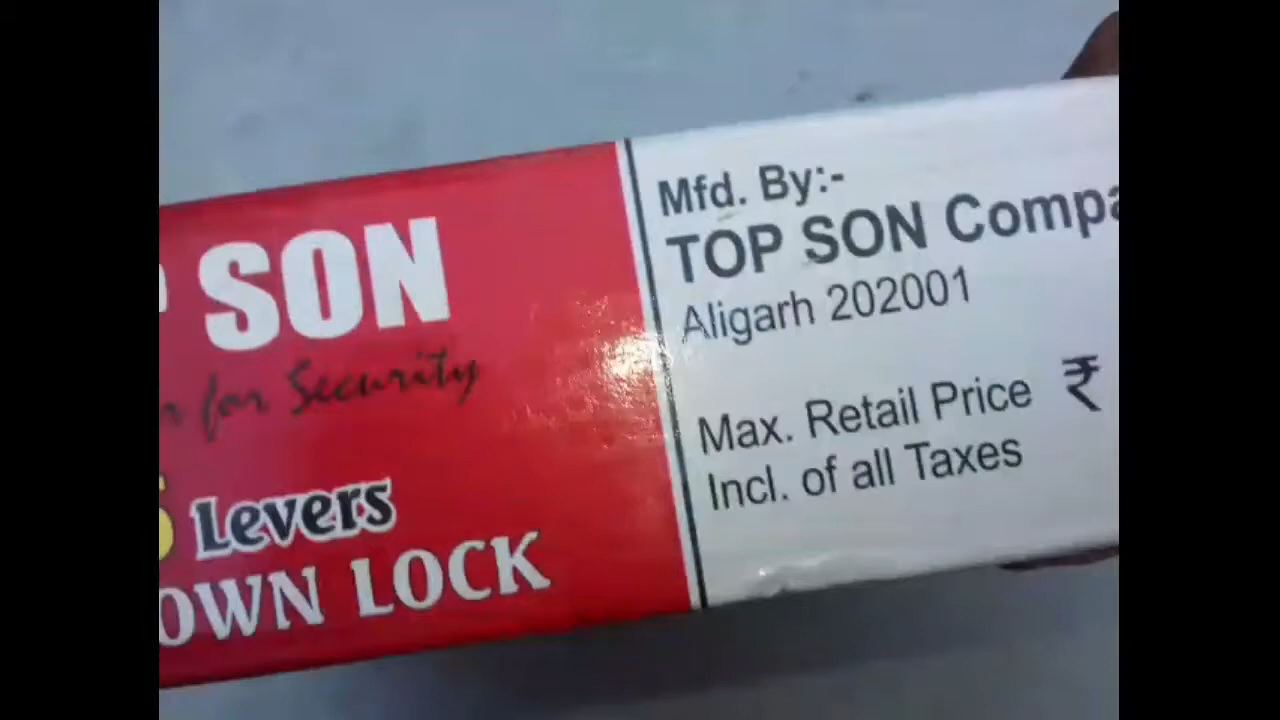 SON
for Security
5 Levers
OWN LOCK
Mfd. By:-
TOP SON Compa
Aligarh 202001
Max. Retail Price ₹
Incl. of all Taxes